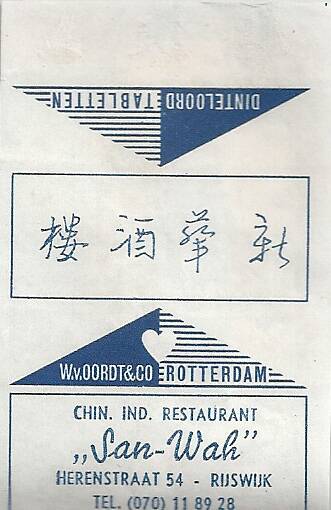 DINTELOORD TABLETTEN
樓酒華新
W.v.OORDT&CO ROTTERDAM
CHIN. IND. RESTAURANT
„San-Wah”
HERENSTRAAT 54 - RIJSWIJK
TEL. (070) 11 89 28